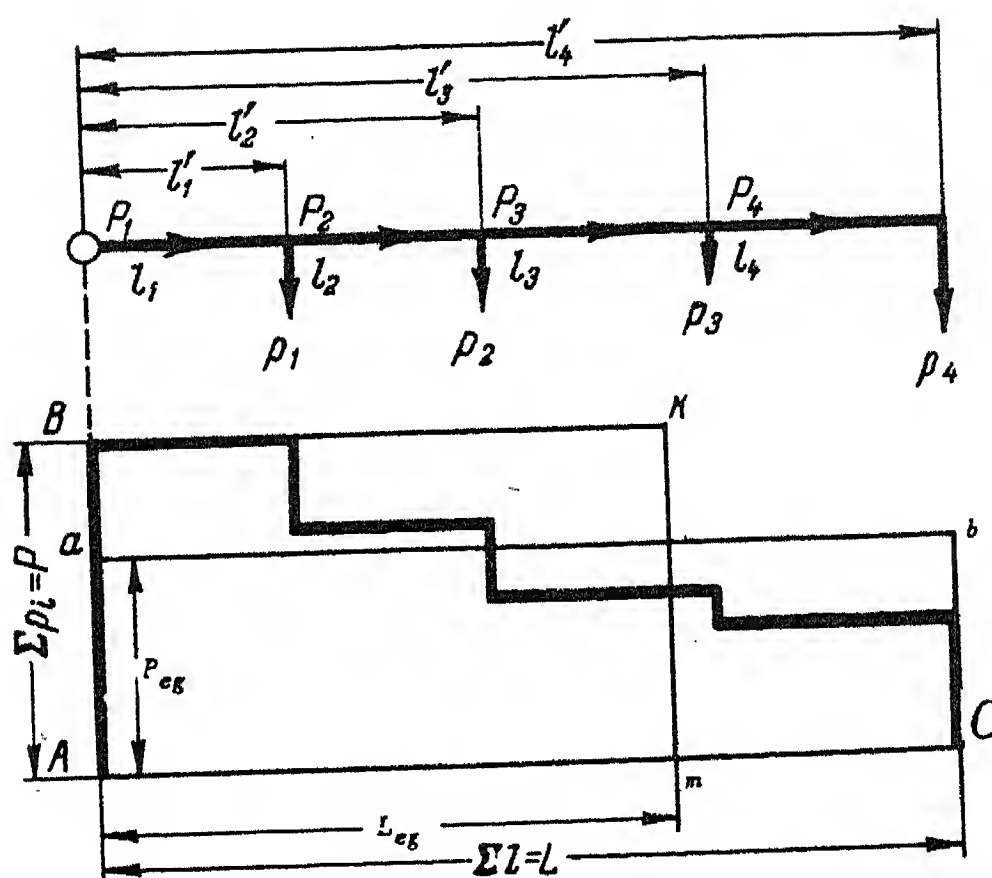 l'4
l'3
l'2
l'1
P1 P2 P3 P4
l1 l2 l3 l4
p1 p2 p3 p4
B K
a b
Σpi=P
Peg
A C
m
Leg
Σl=L